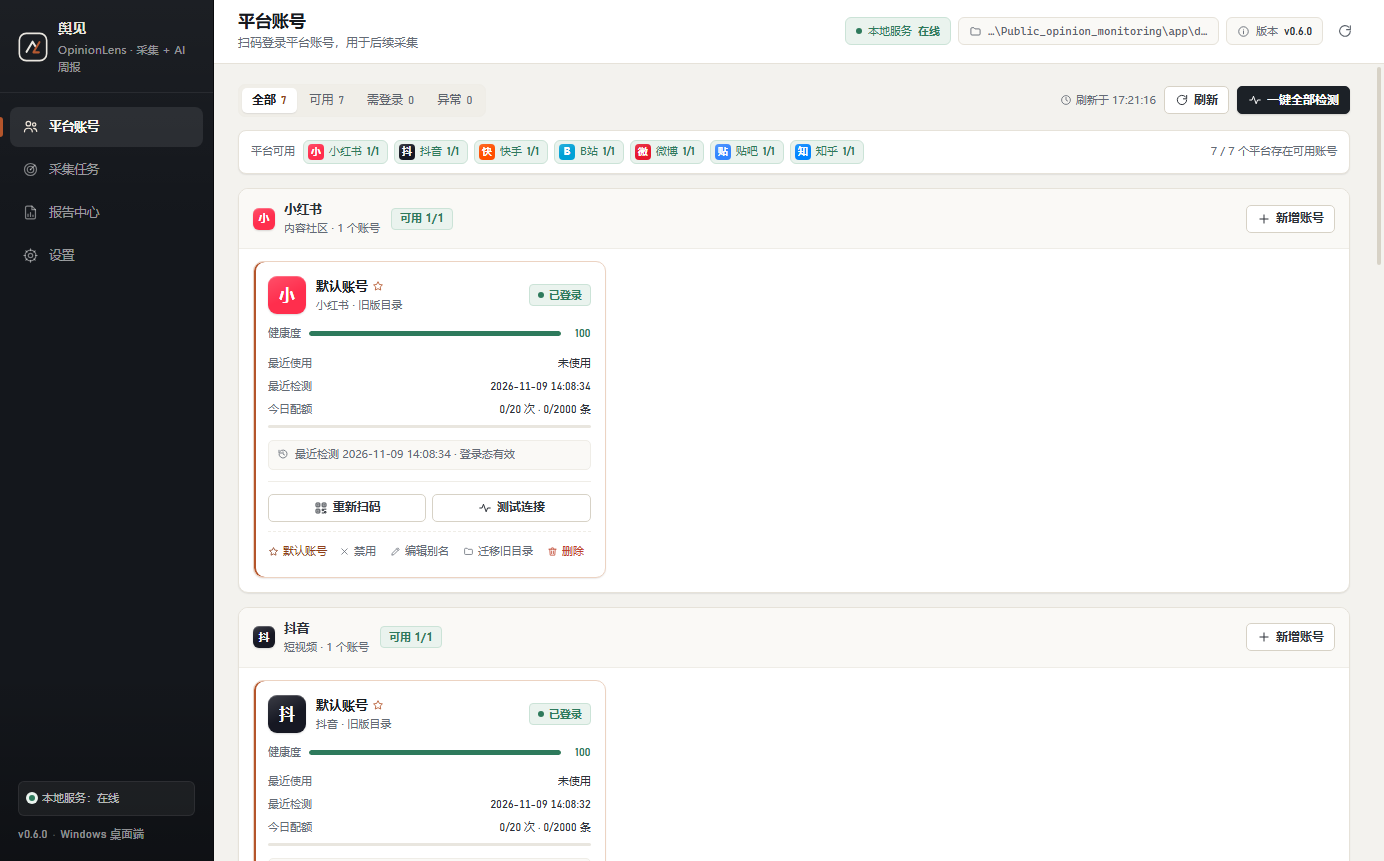 舆见
OpinionLens · 采集 + AI
周报
平台账号
采集任务
报告中心
设置
本地服务：在线
v0.6.0 · Windows 桌面端
平台账号
扫码登录平台账号，用于后续采集
本地服务 在线
…\Public_opinion_monitoring\app\d…
版本 v0.6.0
全部 7
可用 7
需登录 0
异常 0
刷新于 17:21:16
刷新
一键全部检测
平台可用
小 小红书 1/1
抖 抖音 1/1
快 快手 1/1
B B站 1/1
微 微博 1/1
贴 贴吧 1/1
知 知乎 1/1
7 / 7 个平台存在可用账号
小
小红书
内容社区 · 1 个账号
可用 1/1
新增账号
小
默认账号
小红书 · 旧版目录
已登录
健康度 100
最近使用 未使用
最近检测 2026-11-09 14:08:34
今日配额 0/20 次 · 0/2000 条
最近检测 2026-11-09 14:08:34 · 登录态有效
重新扫码
测试连接
默认账号
禁用
编辑别名
迁移旧目录
删除
抖
抖音
短视频 · 1 个账号
可用 1/1
新增账号
抖
默认账号
抖音 · 旧版目录
已登录
健康度 100
最近使用 未使用
最近检测 2026-11-09 14:08:32
今日配额 0/20 次 · 0/2000 条